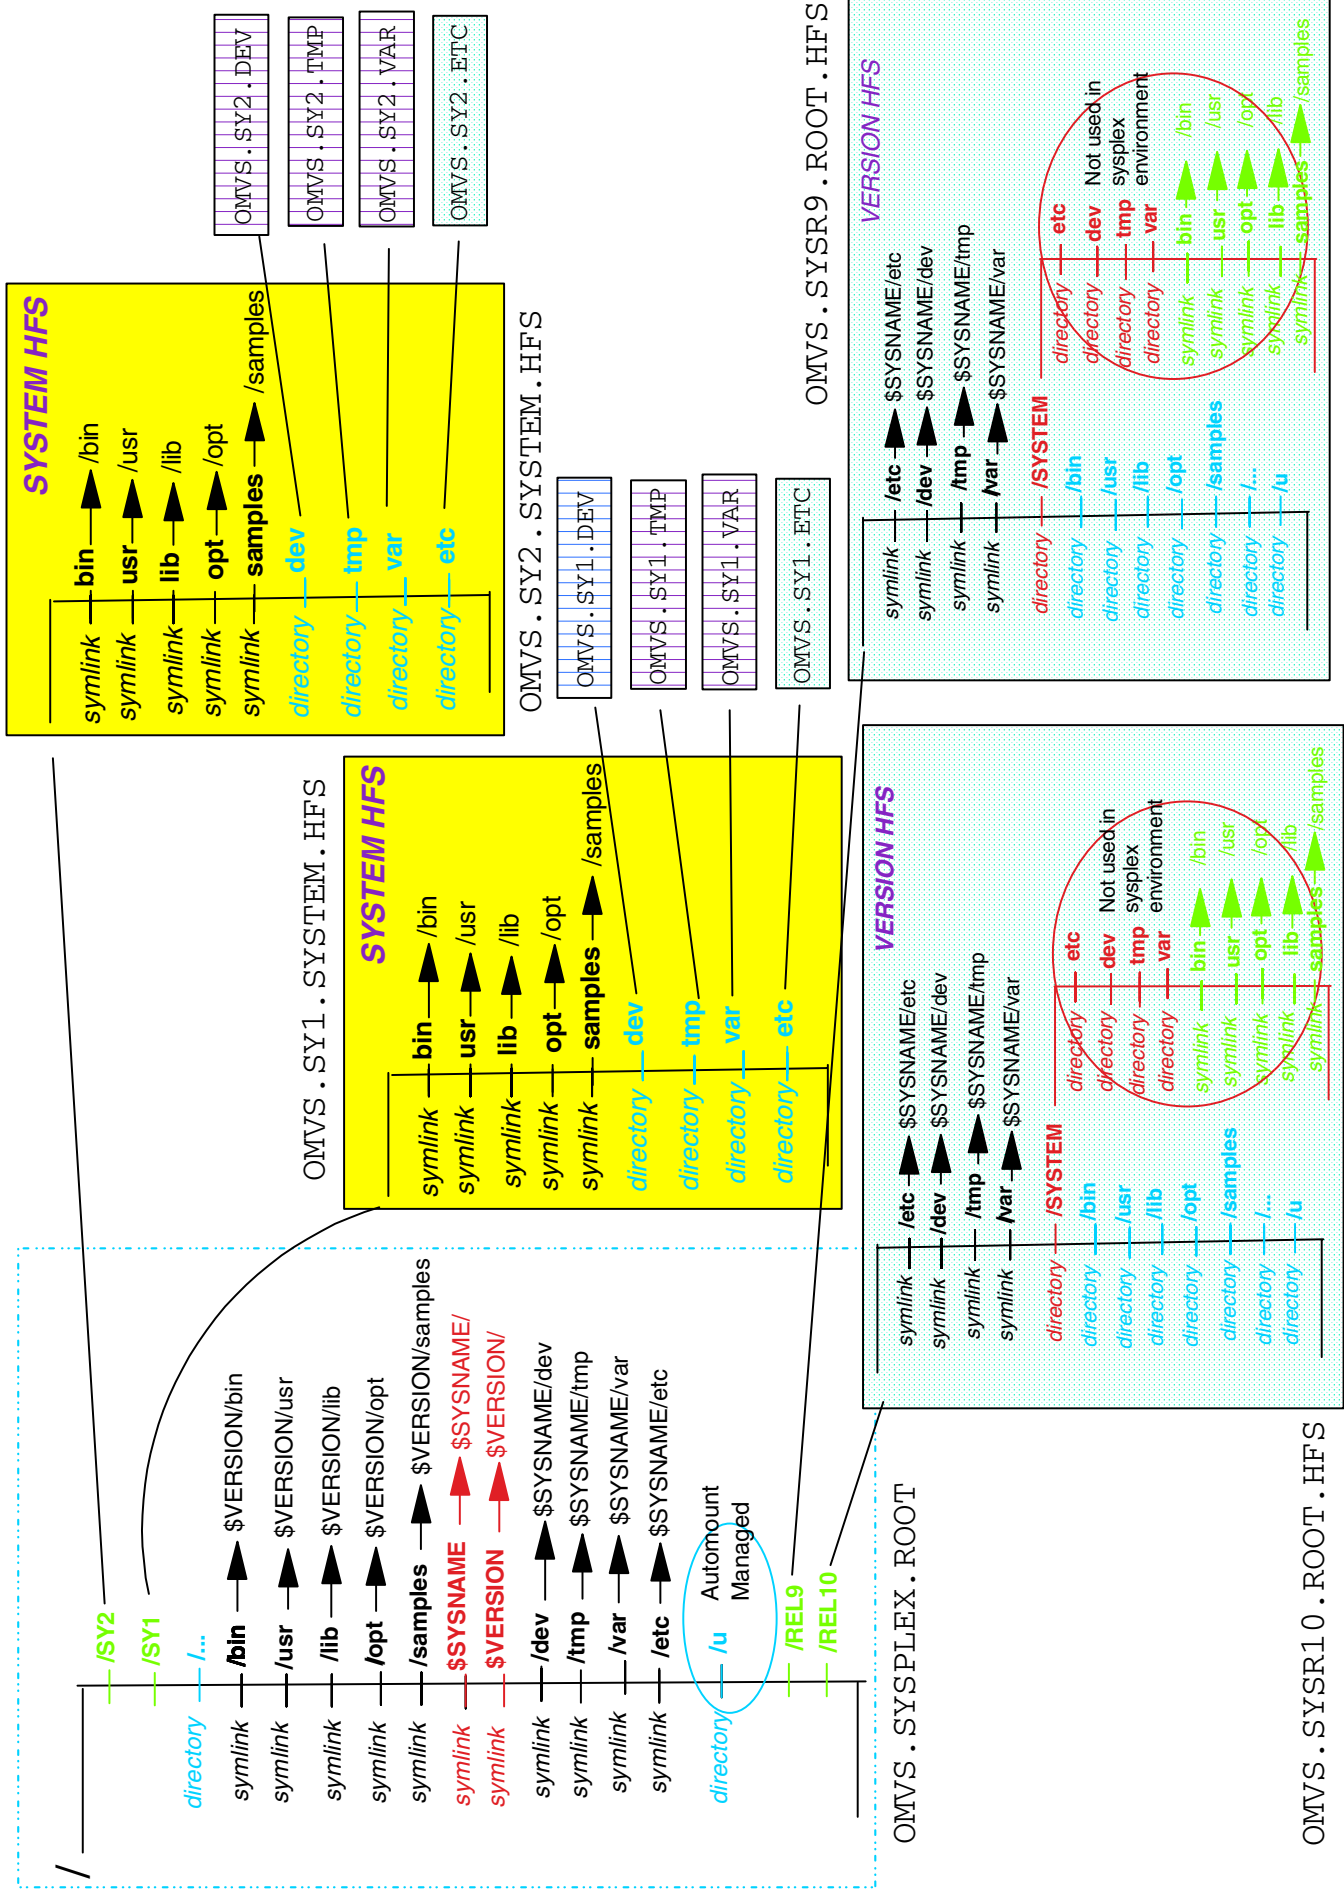 /
/SY2
/SY1
directory /...
symlink /bin $VERSION/bin
symlink /usr $VERSION/usr
symlink /lib $VERSION/lib
symlink /opt $VERSION/opt
symlink /samples $VERSION/samples
symlink $SYSNAME $SYSNAME/
symlink $VERSION $VERSION/
symlink /dev $SYSNAME/dev
symlink /tmp $SYSNAME/tmp
symlink /var $SYSNAME/var
symlink /etc $SYSNAME/etc
directory /u
Automount
Managed
/REL9
/REL10
OMVS.SYSPLEX.ROOT
OMVS.SY1.SYSTEM.HFS
SYSTEM HFS
symlink bin /bin
symlink usr /usr
symlink lib /lib
symlink opt /opt
symlink samples /samples
directory dev
directory tmp
directory var
directory etc
OMVS.SY1.DEV
OMVS.SY1.TMP
OMVS.SY1.VAR
OMVS.SY1.ETC
SYSTEM HFS
symlink bin /bin
symlink usr /usr
symlink lib /lib
symlink opt /opt
symlink samples /samples
directory dev
directory tmp
directory var
directory etc
OMVS.SY2.SYSTEM.HFS
OMVS.SY2.DEV
OMVS.SY2.TMP
OMVS.SY2.VAR
OMVS.SY2.ETC
VERSION HFS
symlink /etc $SYSNAME/etc
symlink /dev $SYSNAME/dev
symlink /tmp $SYSNAME/tmp
symlink /var $SYSNAME/var
directory /SYSTEM
directory /bin
directory /usr
directory /lib
directory /opt
directory /samples
directory /...
directory /u
directory etc
directory dev
directory tmp
directory var
Not used in
sysplex
environment
symlink bin /bin
symlink usr /usr
symlink opt /opt
symlink lib /lib
symlink samples /samples
OMVS.SYSR10.ROOT.HFS
OMVS.SYSR9.ROOT.HFS
VERSION HFS
symlink /etc $SYSNAME/etc
symlink /dev $SYSNAME/dev
symlink /tmp $SYSNAME/tmp
symlink /var $SYSNAME/var
directory /SYSTEM
directory /bin
directory /usr
directory /lib
directory /opt
directory /samples
directory /...
directory /u
directory etc
directory dev
directory tmp
directory var
Not used in
sysplex
environment
symlink bin /bin
symlink usr /usr
symlink opt /opt
symlink lib /lib
symlink samples /samples